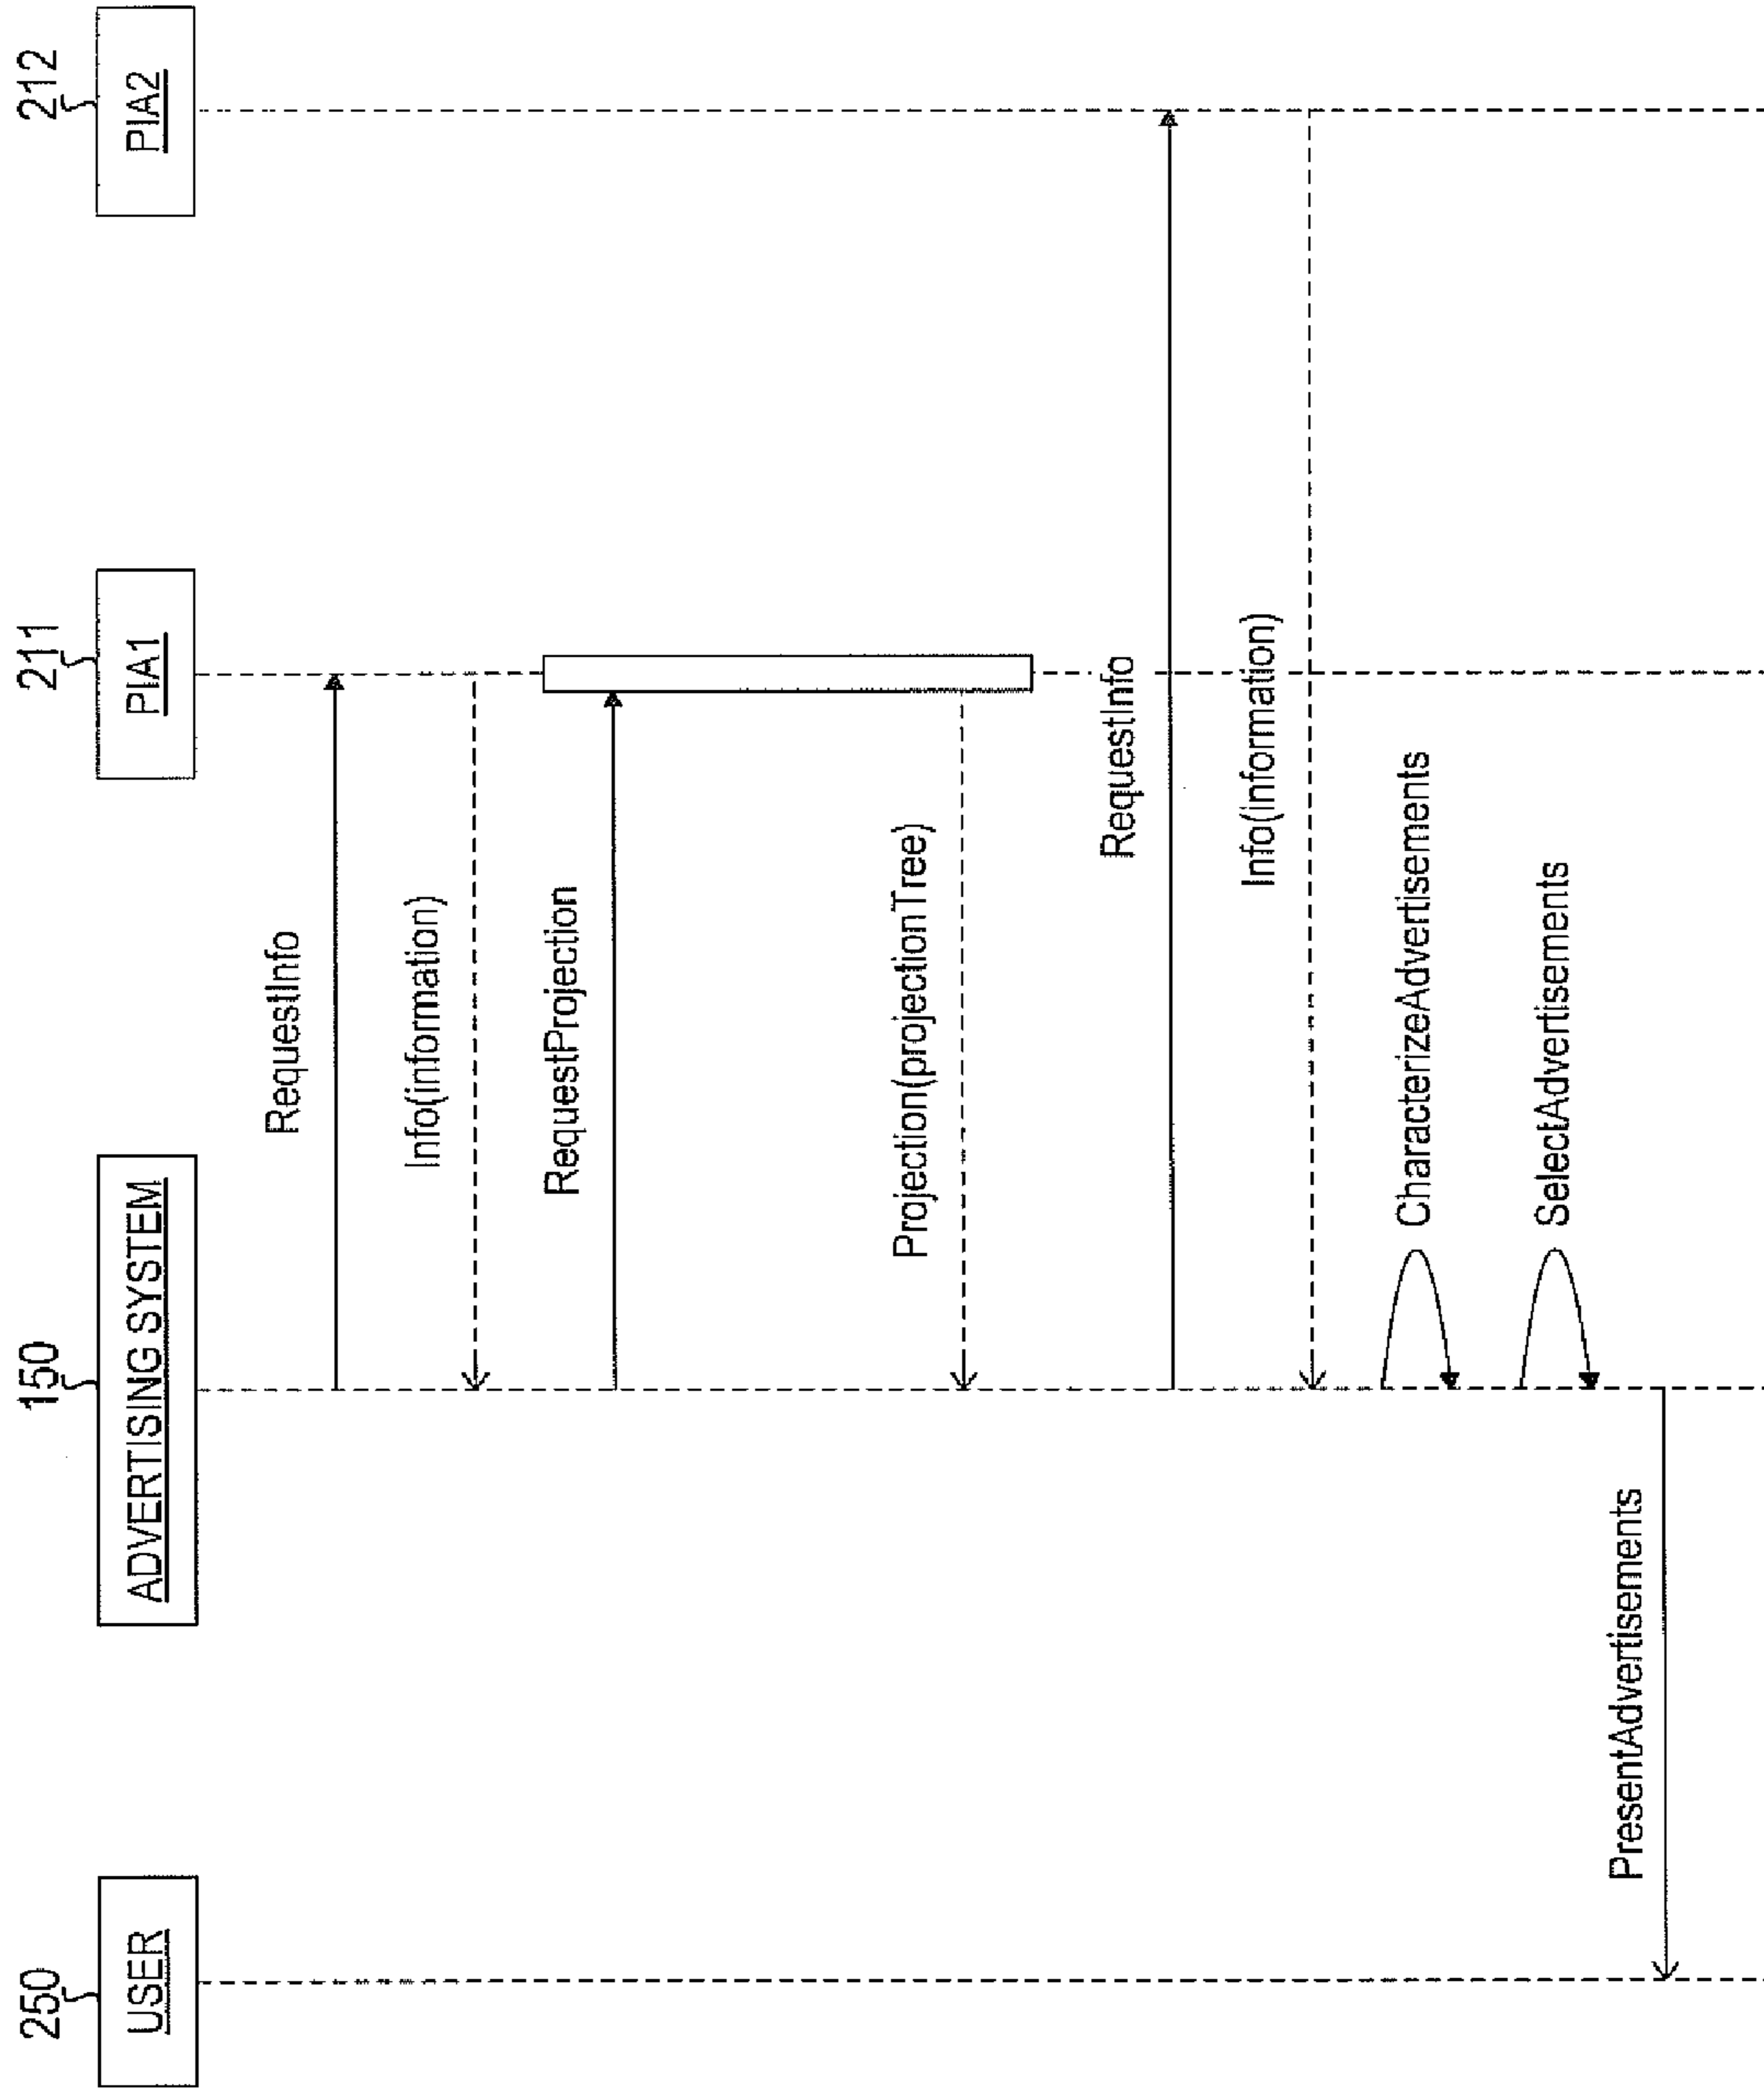 250
USER
150
ADVERTISING SYSTEM
211
PIA1
212
PIA2
RequestInfo
Info(information)
RequestProjection
Projection(projectionTree)
RequestInfo
Info(information)
CharacterizeAdvertisements
SelectAdvertisements
PresentAdvertisements